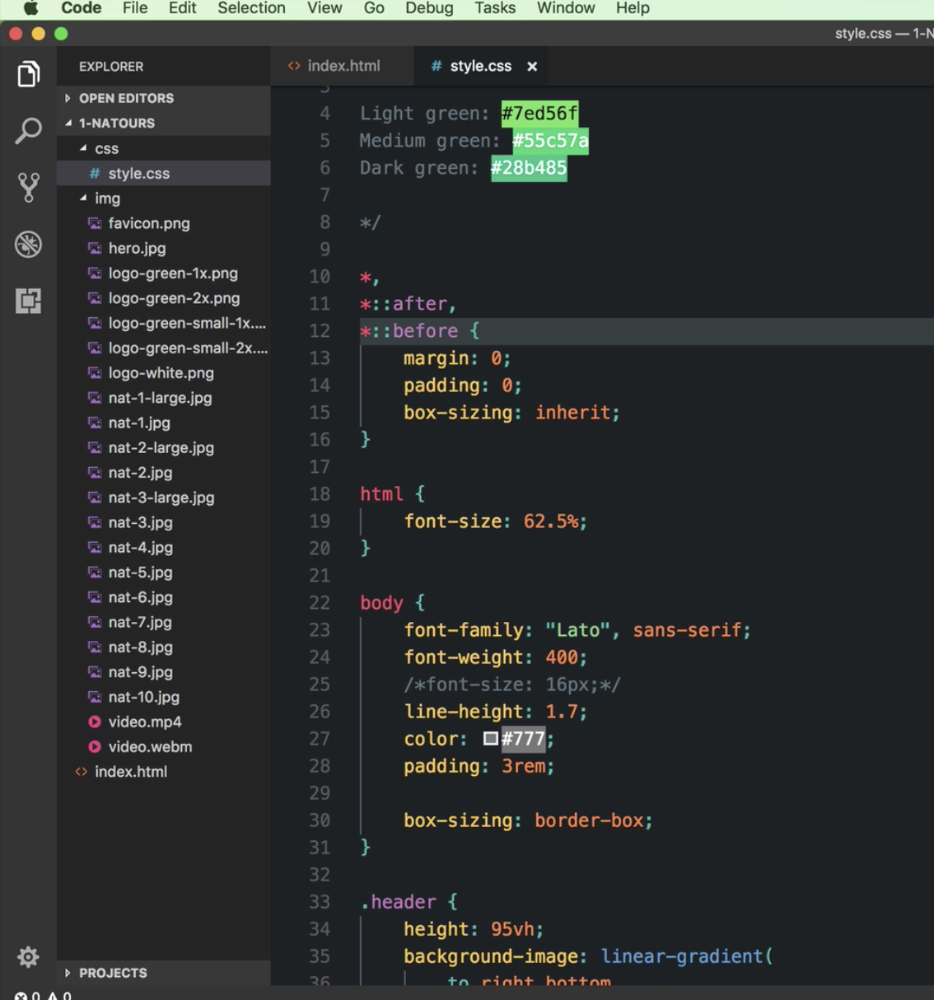 Code File Edit Selection View Go Debug Tasks Window Help
style.css — 1-N
EXPLORER
OPEN EDITORS
1-NATOURS
css
# style.css
img
favicon.png
hero.jpg
logo-green-1x.png
logo-green-2x.png
logo-green-small-1x....
logo-green-small-2x....
logo-white.png
nat-1-large.jpg
nat-1.jpg
nat-2-large.jpg
nat-2.jpg
nat-3-large.jpg
nat-3.jpg
nat-4.jpg
nat-5.jpg
nat-6.jpg
nat-7.jpg
nat-8.jpg
nat-9.jpg
nat-10.jpg
video.mp4
video.webm
<> index.html
PROJECTS
0 0
<> index.html # style.css ×
3
4 Light green: #7ed56f
5 Medium green: #55c57a
6 Dark green: #28b485
7
8 */
9
10 *,
11 *::after,
12 *::before {
13 margin: 0;
14 padding: 0;
15 box-sizing: inherit;
16 }
17
18 html {
19 font-size: 62.5%;
20 }
21
22 body {
23 font-family: "Lato", sans-serif;
24 font-weight: 400;
25 /*font-size: 16px;*/
26 line-height: 1.7;
27 color: #777;
28 padding: 3rem;
29
30 box-sizing: border-box;
31 }
32
33 .header {
34 height: 95vh;
35 background-image: linear-gradient(
36 to right bottom